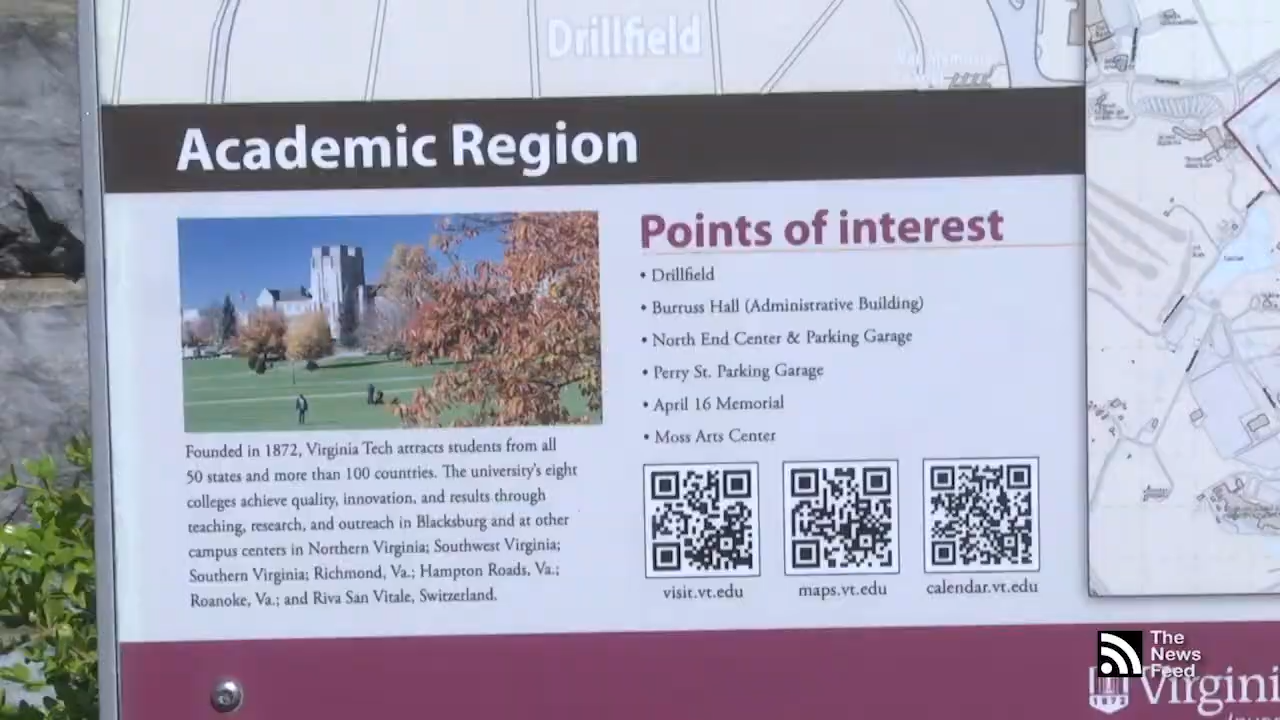 Drillfield
Academic Region
Points of interest
• Drillfield
• Burruss Hall (Administrative Building)
• North End Center & Parking Garage
• Perry St. Parking Garage
• April 16 Memorial
• Moss Arts Center
Founded in 1872, Virginia Tech attracts students from all
50 states and more than 100 countries. The university's eight
colleges achieve quality, innovation, and results through
teaching, research, and outreach in Blacksburg and at other
campus centers in Northern Virginia; Southwest Virginia;
Southern Virginia; Richmond, Va.; Hampton Roads, Va.;
Roanoke, Va.; and Riva San Vitale, Switzerland.
visit.vt.edu
maps.vt.edu
calendar.vt.edu
The
News
Feed
1872
Virgini